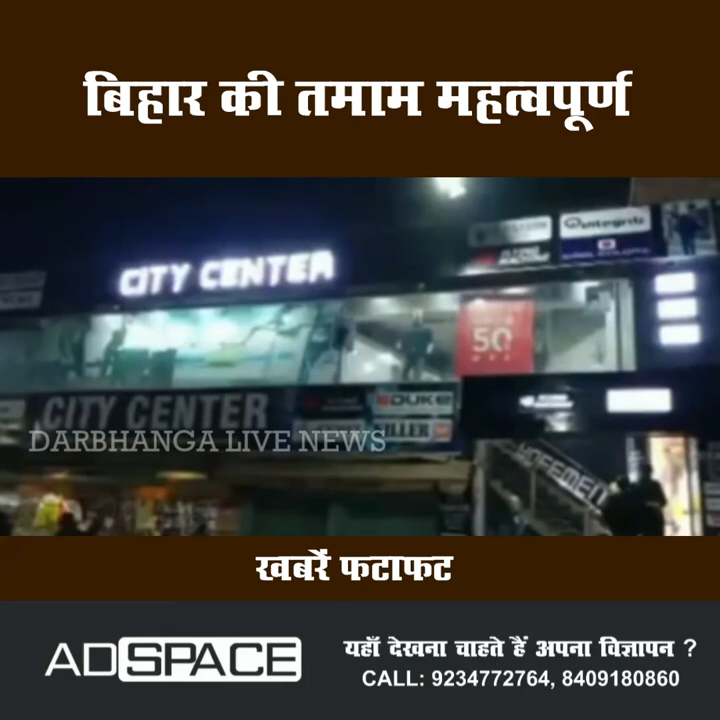 बिहार की तमाम महत्वपूर्ण
CITY CENTER
integriti
50
CITY CENTER
DUKE
DARBHANGA LIVE NEWS
खबरें फटाफट
ADSPACE
यहाँ देखना चाहते हैं अपना विज्ञापन ?
CALL: 9234772764, 8409180860